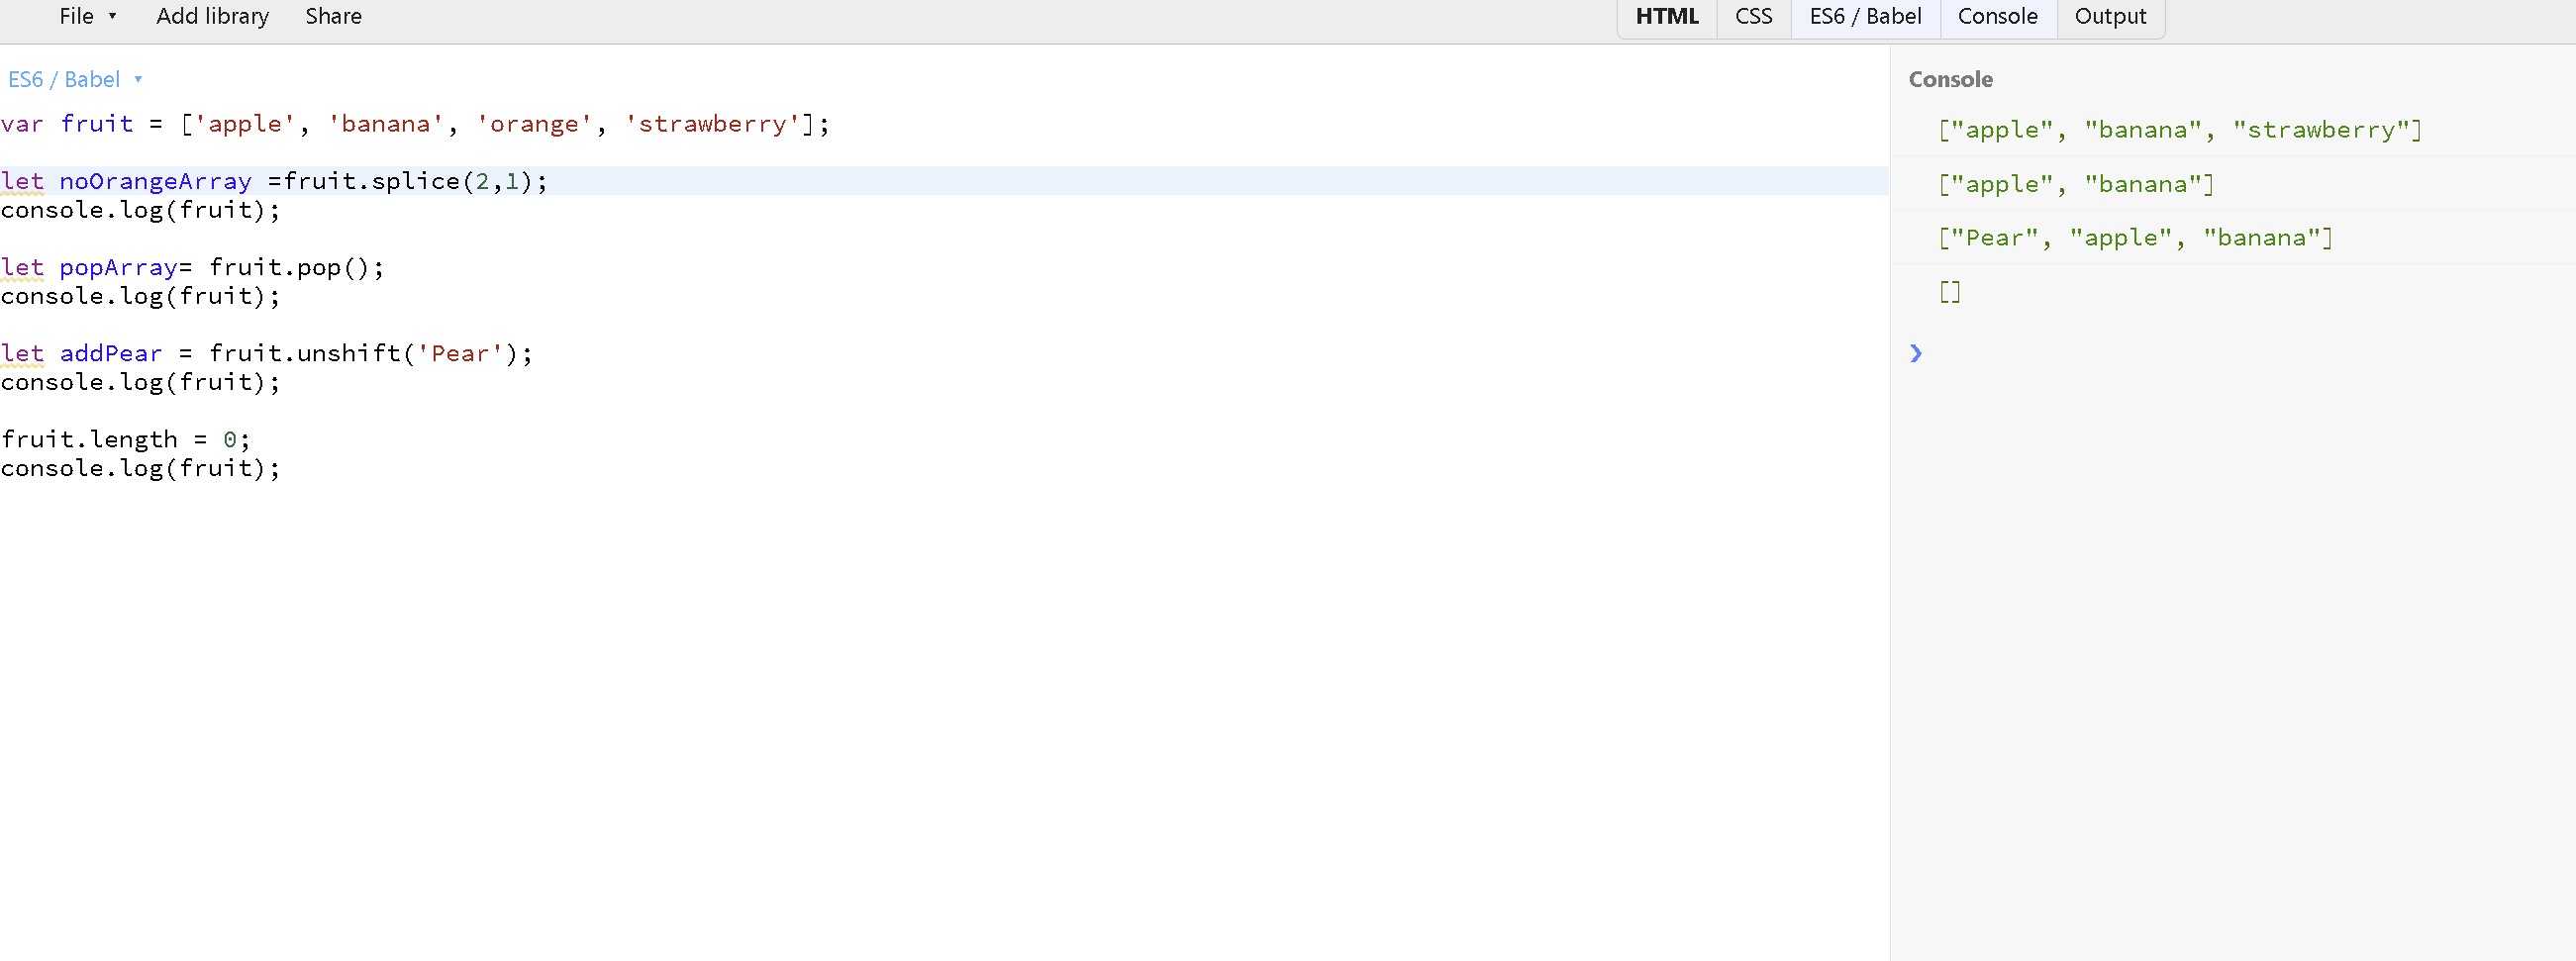 File ▾ Add library Share HTML CSS ES6 / Babel Console Output
ES6 / Babel ▾
var fruit = ['apple', 'banana', 'orange', 'strawberry'];
let noOrangeArray =fruit.splice(2,1);
console.log(fruit);
let popArray= fruit.pop();
console.log(fruit);
let addPear = fruit.unshift('Pear');
console.log(fruit);
fruit.length = 0;
console.log(fruit);
Console
["apple", "banana", "strawberry"]
["apple", "banana"]
["Pear", "apple", "banana"]
[]
❯